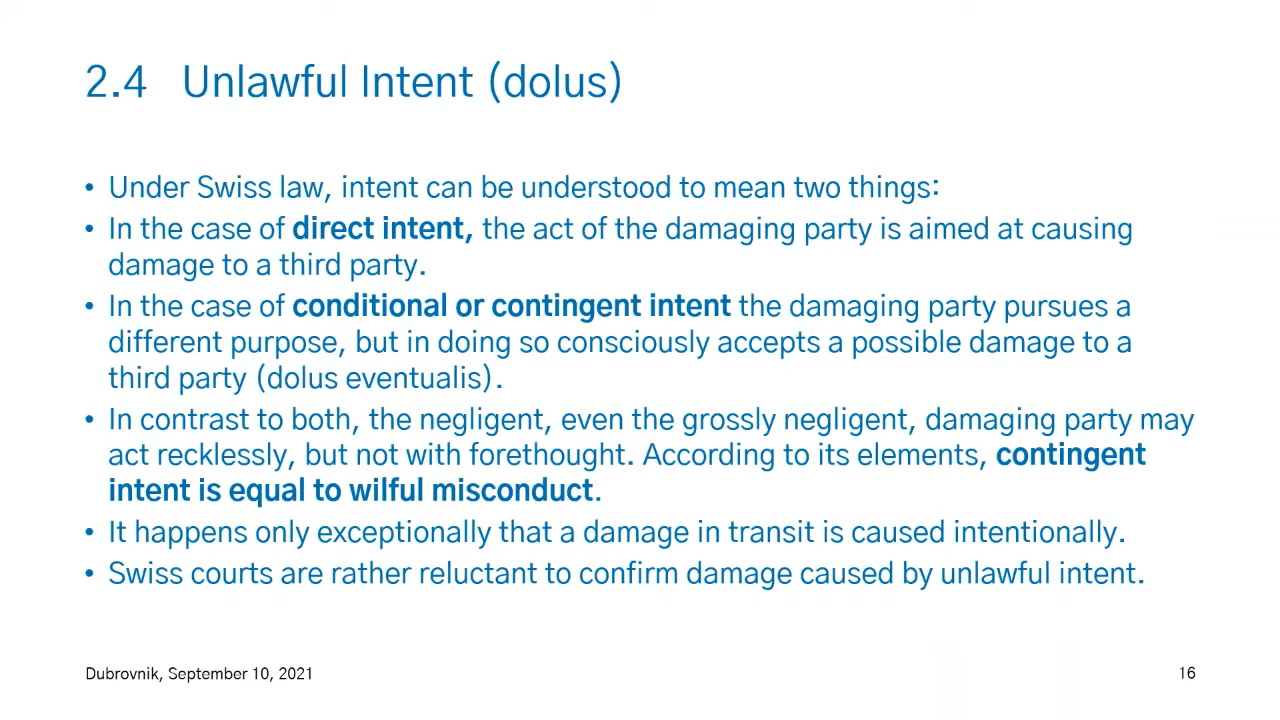 2.4 Unlawful Intent (dolus)
• Under Swiss law, intent can be understood to mean two things:
• In the case of direct intent, the act of the damaging party is aimed at causing
damage to a third party.
• In the case of conditional or contingent intent the damaging party pursues a
different purpose, but in doing so consciously accepts a possible damage to a
third party (dolus eventualis).
• In contrast to both, the negligent, even the grossly negligent, damaging party may
act recklessly, but not with forethought. According to its elements, contingent
intent is equal to wilful misconduct.
• It happens only exceptionally that a damage in transit is caused intentionally.
• Swiss courts are rather reluctant to confirm damage caused by unlawful intent.
Dubrovnik, September 10, 2021
16